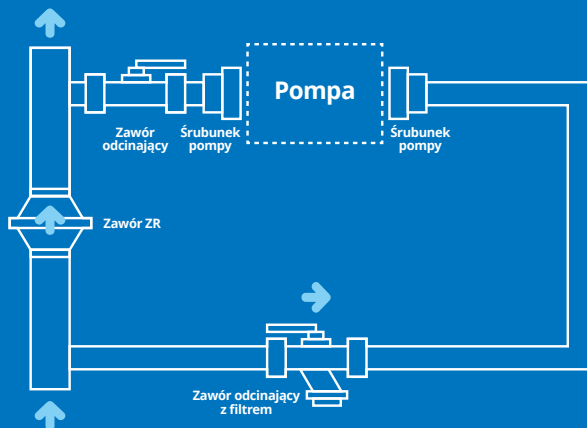 Pompa
Zawór
odcinający
Śrubunek
pompy
Śrubunek
pompy
Zawór ZR
Zawór odcinający
z filtrem